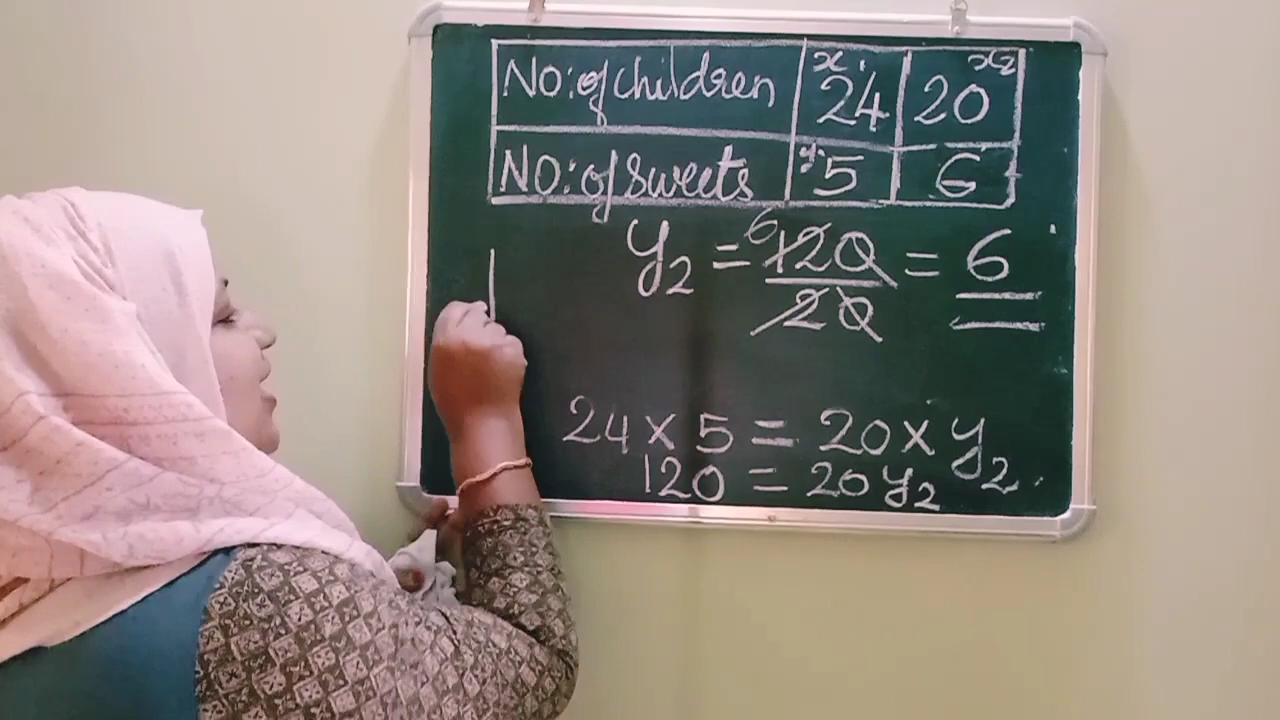 No: of children x1 24 20 x2
No: of sweets y1 5 6
y2 = 6 120/20 = 6
24 × 5 = 20 × y2
120 = 20 y2